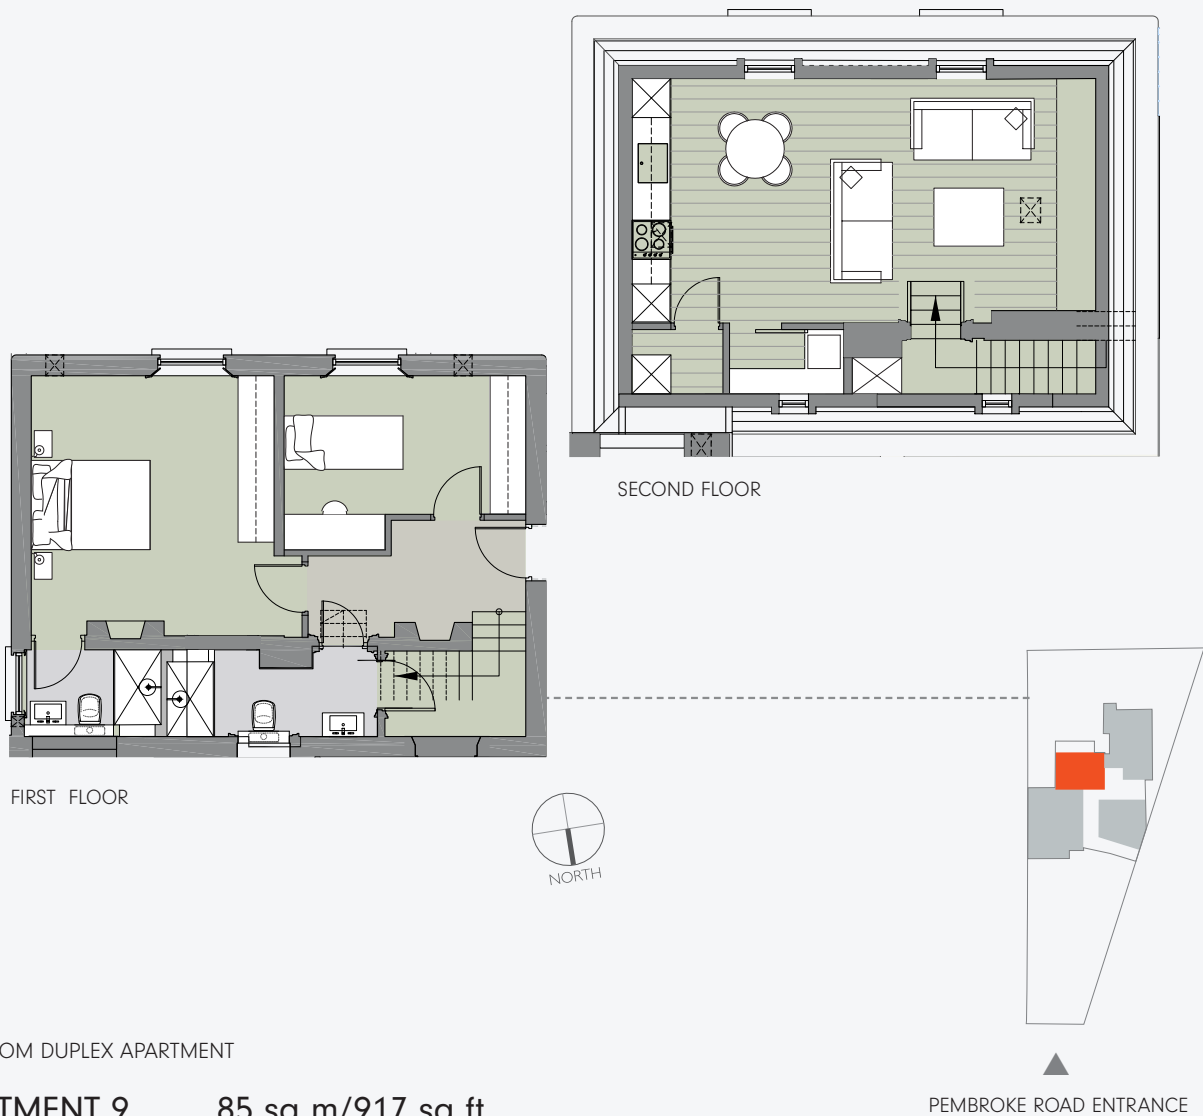 SECOND FLOOR
FIRST FLOOR
NORTH
OM DUPLEX APARTMENT
TMENT 9 85 sq m/917 sq ft
PEMBROKE ROAD ENTRANCE